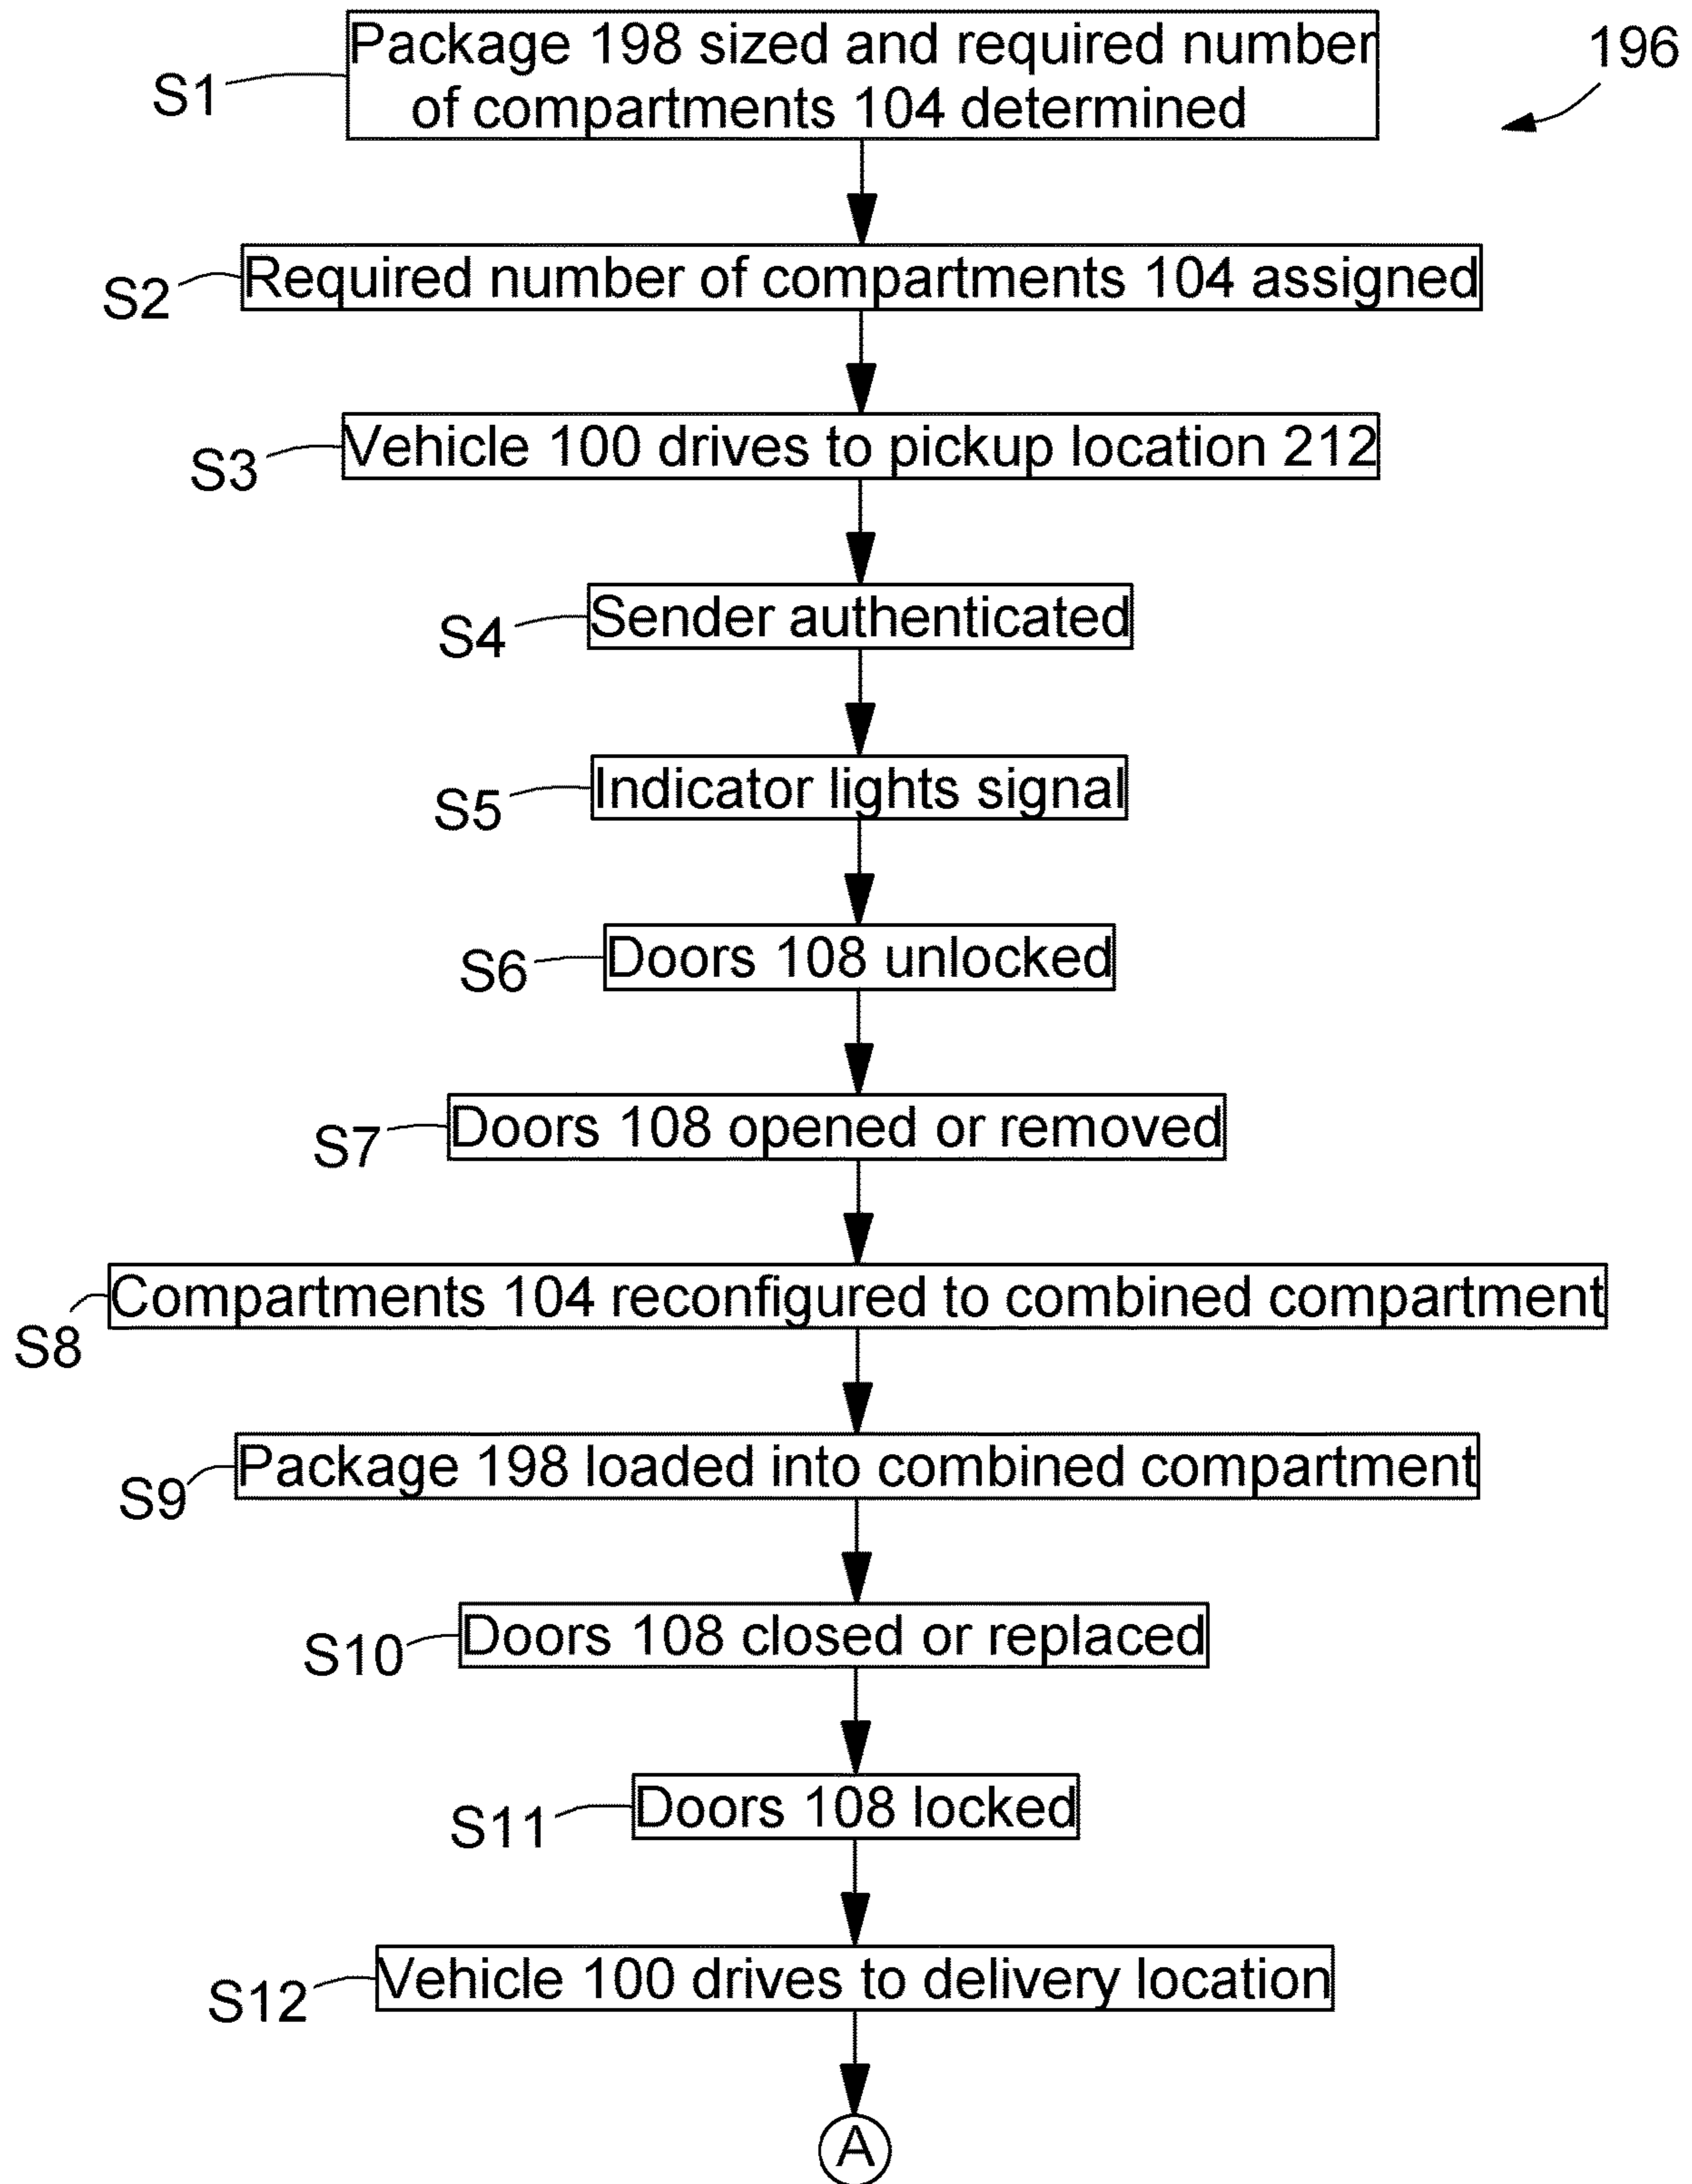 196
S1
Package 198 sized and required number
of compartments 104 determined
S2
Required number of compartments 104 assigned
S3
Vehicle 100 drives to pickup location 212
S4
Sender authenticated
S5
Indicator lights signal
S6
Doors 108 unlocked
S7
Doors 108 opened or removed
S8
Compartments 104 reconfigured to combined compartment
S9
Package 198 loaded into combined compartment
S10
Doors 108 closed or replaced
S11
Doors 108 locked
S12
Vehicle 100 drives to delivery location
A